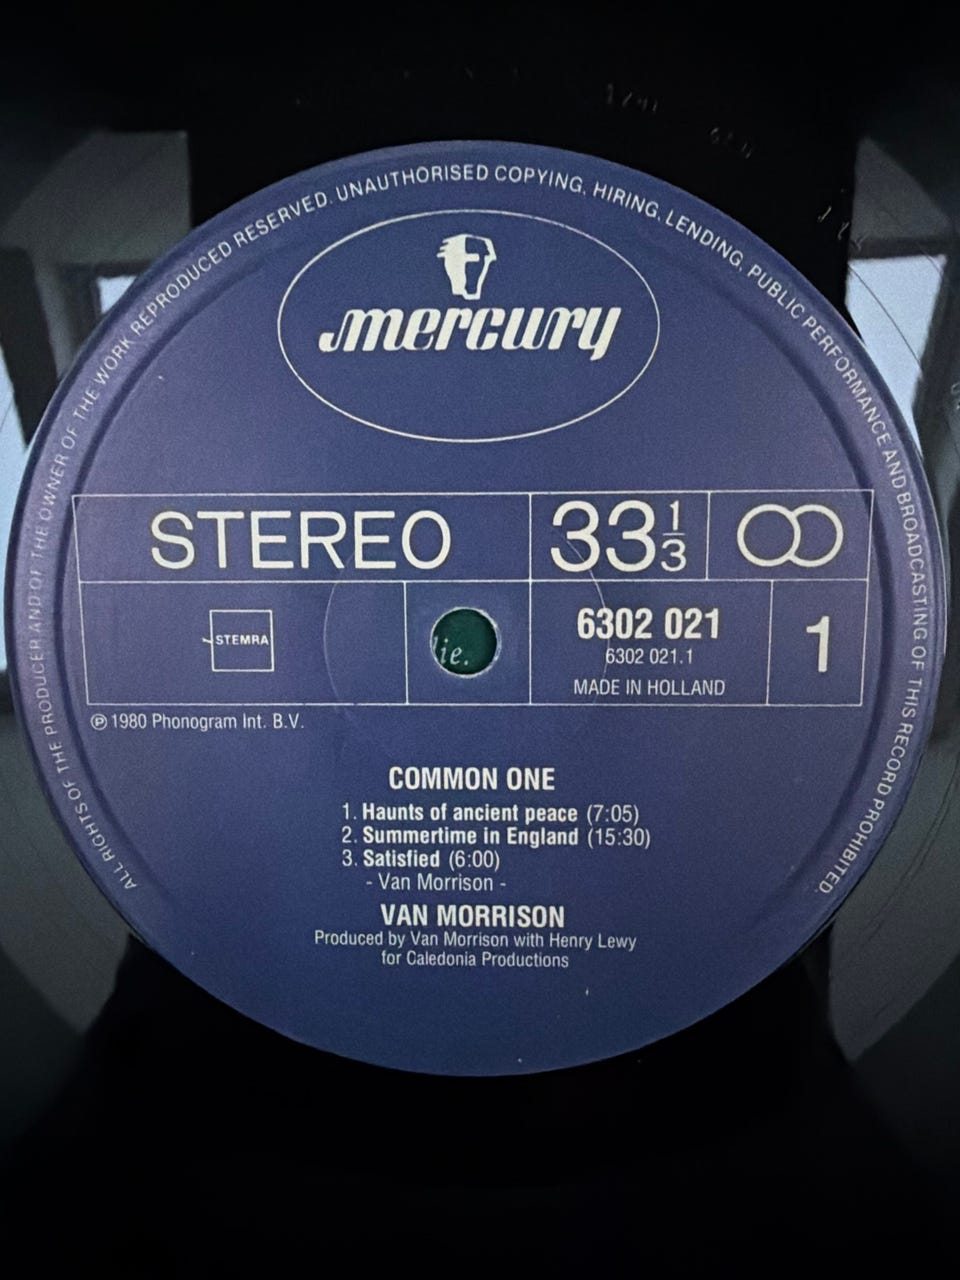 ALL RIGHTS OF THE PRODUCER AND OF THE OWNER OF THE WORK REPRODUCED RESERVED. UNAUTHORISED COPYING, HIRING, LENDING, PUBLIC PERFORMANCE AND BROADCASTING OF THIS RECORD PROHIBITED.
mercury
STEREO
33 1/3
STEMRA
lie.
6302 021
6302 021.1
MADE IN HOLLAND
1
℗ 1980 Phonogram Int. B.V.
COMMON ONE
1. Haunts of ancient peace (7:05)
2. Summertime in England (15:30)
3. Satisfied (6:00)
- Van Morrison -
VAN MORRISON
Produced by Van Morrison with Henry Lewy
for Caledonia Productions